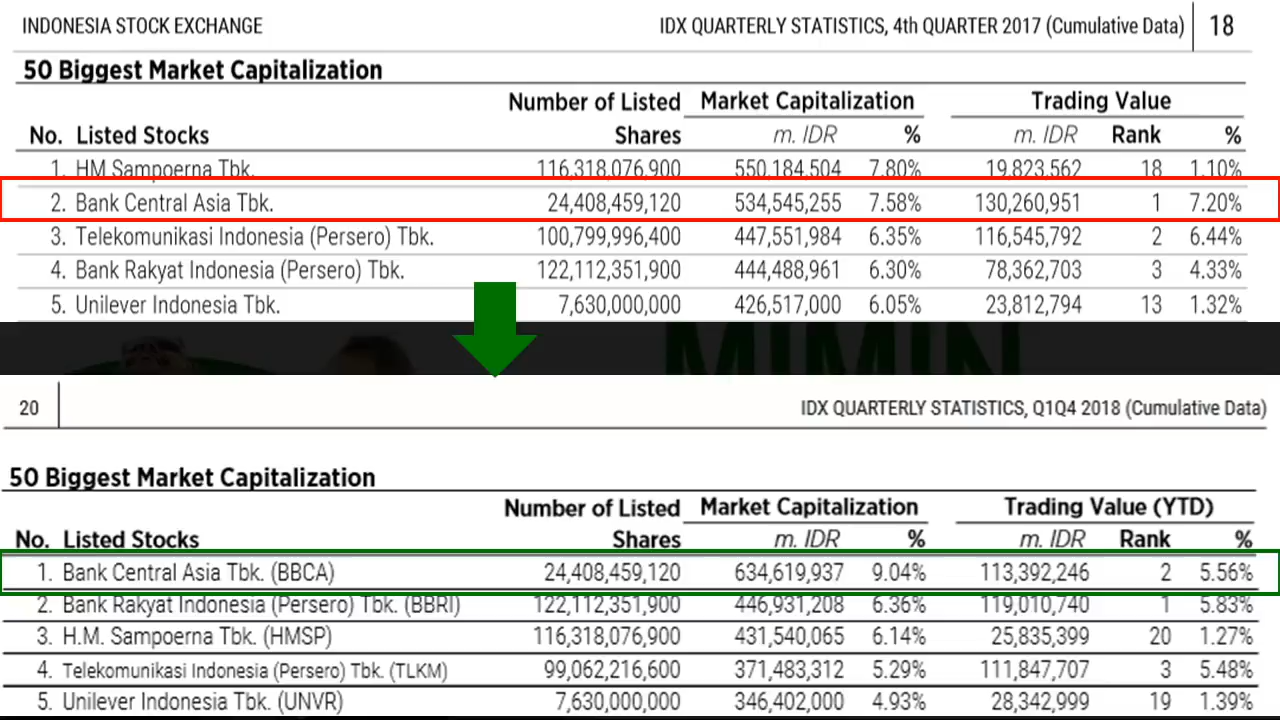 INDONESIA STOCK EXCHANGE IDX QUARTERLY STATISTICS, 4th QUARTER 2017 (Cumulative Data) 18
50 Biggest Market Capitalization
Number of Listed Market Capitalization Trading Value
No. Listed Stocks Shares m. IDR % m. IDR Rank %
1. HM Sampoerna Tbk. 116,318,076,900 550,184,504 7.80% 19,823,562 18 1.10%
2. Bank Central Asia Tbk. 24,408,459,120 534,545,255 7.58% 130,260,951 1 7.20%
3. Telekomunikasi Indonesia (Persero) Tbk. 100,799,996,400 447,551,984 6.35% 116,545,792 2 6.44%
4. Bank Rakyat Indonesia (Persero) Tbk. 122,112,351,900 444,488,961 6.30% 78,362,703 3 4.33%
5. Unilever Indonesia Tbk. 7,630,000,000 426,517,000 6.05% 23,812,794 13 1.32%
MIMIN
20 IDX QUARTERLY STATISTICS, Q1Q4 2018 (Cumulative Data)
50 Biggest Market Capitalization
Number of Listed Market Capitalization Trading Value (YTD)
No. Listed Stocks Shares m. IDR % m. IDR Rank %
1. Bank Central Asia Tbk. (BBCA) 24,408,459,120 634,619,937 9.04% 113,392,246 2 5.56%
2. Bank Rakyat Indonesia (Persero) Tbk. (BBRI) 122,112,351,900 446,931,208 6.36% 119,010,740 1 5.83%
3. H.M. Sampoerna Tbk. (HMSP) 116,318,076,900 431,540,065 6.14% 25,835,399 20 1.27%
4. Telekomunikasi Indonesia (Persero) Tbk. (TLKM) 99,062,216,600 371,483,312 5.29% 111,847,707 3 5.48%
5. Unilever Indonesia Tbk. (UNVR) 7,630,000,000 346,402,000 4.93% 28,342,999 19 1.39%